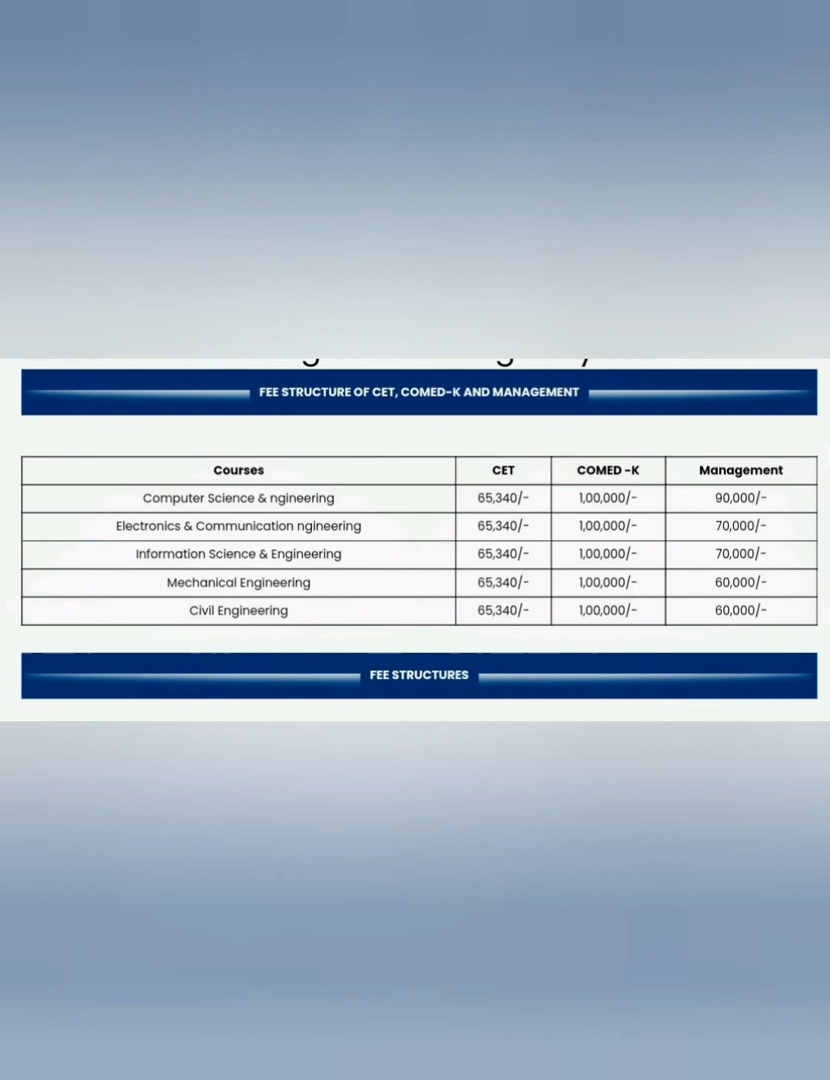 FEE STRUCTURE OF CET, COMED-K AND MANAGEMENT
Courses CET COMED -K Management
Computer Science & ngineering 65,340/- 1,00,000/- 90,000/-
Electronics & Communication ngineering 65,340/- 1,00,000/- 70,000/-
Information Science & Engineering 65,340/- 1,00,000/- 70,000/-
Mechanical Engineering 65,340/- 1,00,000/- 60,000/-
Civil Engineering 65,340/- 1,00,000/- 60,000/-
FEE STRUCTURES